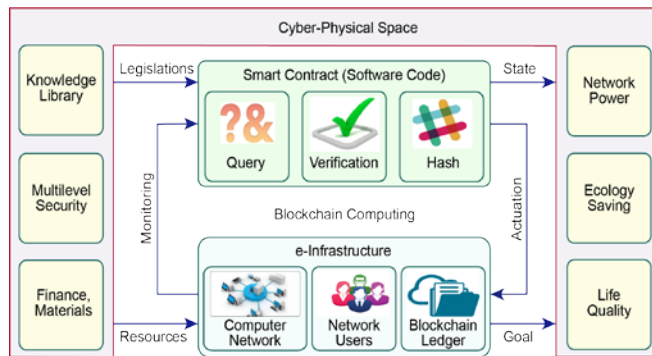 Cyber-Physical Space
Knowledge
Library
Multilevel
Security
Finance,
Materials
Legislations
Smart Contract (Software Code)
State
?&
Query
Verification
Hash
Monitoring
Blockchain Computing
Actuation
e-Infrastructure
Computer
Network
Network
Users
Blockchain
Ledger
Resources
Goal
Network
Power
Ecology
Saving
Life
Quality